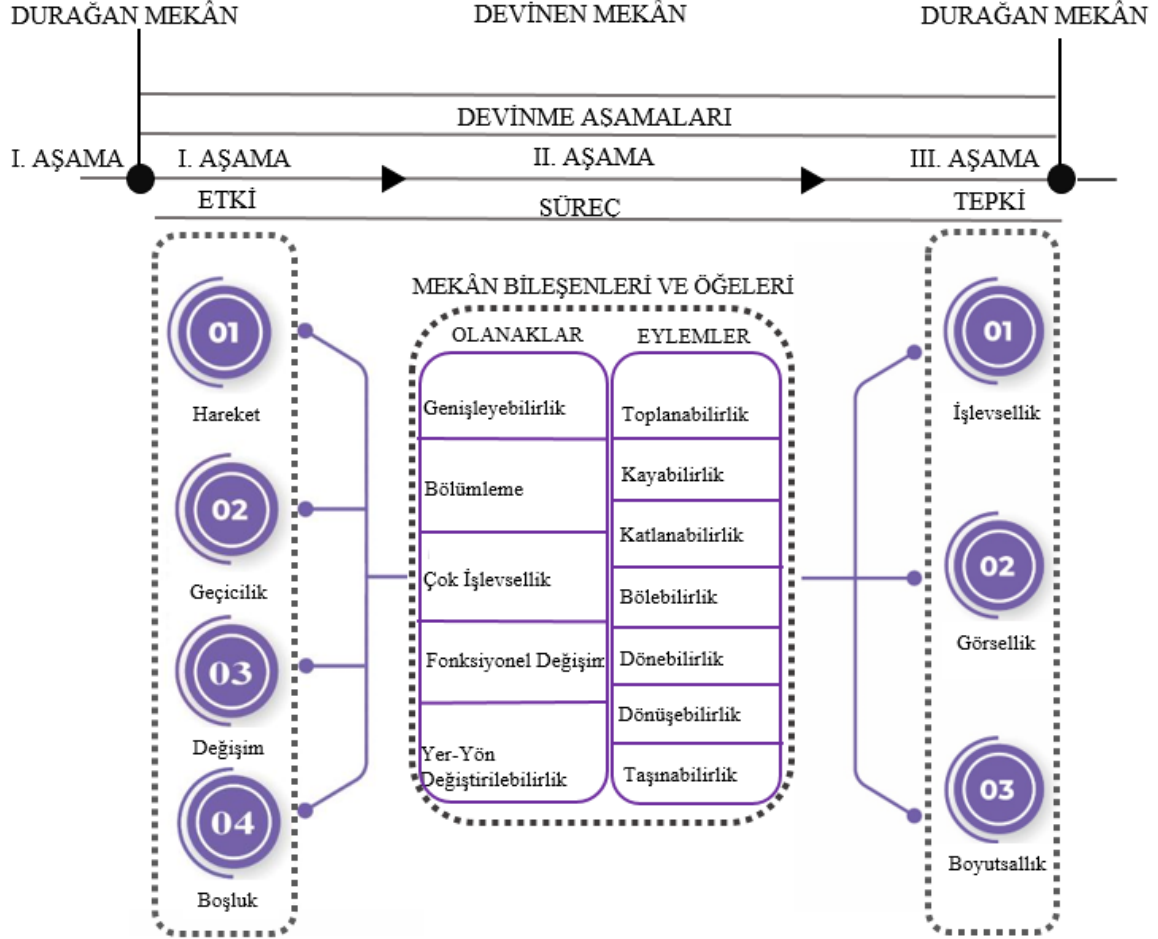 DURAĞAN MEKÂN
DEVİNEN MEKÂN
DURAĞAN MEKÂN
DEVİNME AŞAMALARI
I. AŞAMA
I. AŞAMA
II. AŞAMA
III. AŞAMA
ETKİ
SÜREÇ
TEPKİ
01
Hareket
02
Geçicilik
03
Değişim
04
Boşluk
MEKÂN BİLEŞENLERİ VE ÖĞELERİ
OLANAKLAR
Genişleyebilirlik
Bölümleme
Çok İşlevsellik
Fonksiyonel Değişim
Yer-Yön
Değiştirilebilirlik
EYLEMLER
Toplanabilirlik
Kayabilirlik
Katlanabilirlik
Bölebilirlik
Dönebilirlik
Dönüşebilirlik
Taşınabilirlik
01
İşlevsellik
02
Görsellik
03
Boyutsallık